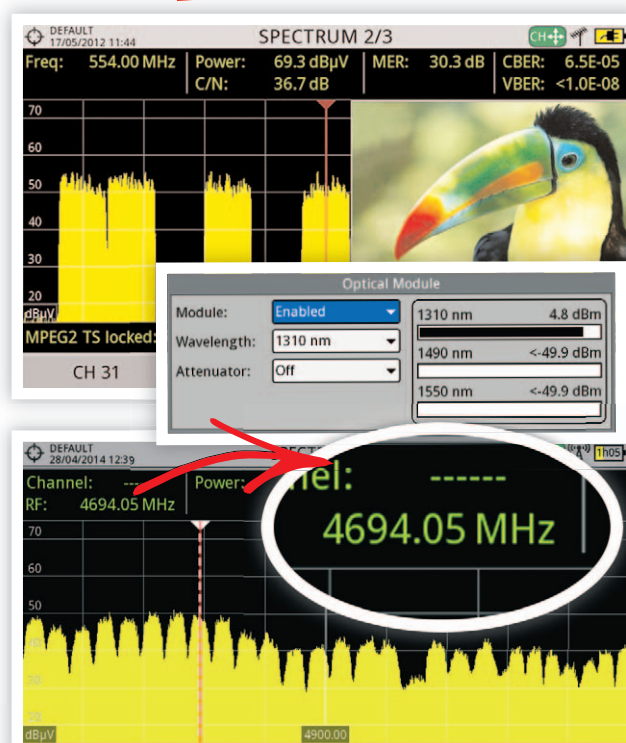 DEFAULT
17/05/2012 11:44
SPECTRUM 2/3
CH
Freq: 554.00 MHz
Power: 69.3 dBμV
C/N: 36.7 dB
MER: 30.3 dB
CBER: 6.5E-05
VBER: <1.0E-08
70
60
50
40
30
20
dBμV
MPEG2 TS locked:
CH 31
Optical Module
Module: Enabled
Wavelength: 1310 nm
Attenuator: Off
1310 nm 4.8 dBm
1490 nm <-49.9 dBm
1550 nm <-49.9 dBm
DEFAULT
28/04/2014 12:39
1h05
Channel: ---
RF: 4694.05 MHz
Power:
nel: ------
4694.05 MHz
70
60
50
dBμV
4900.00